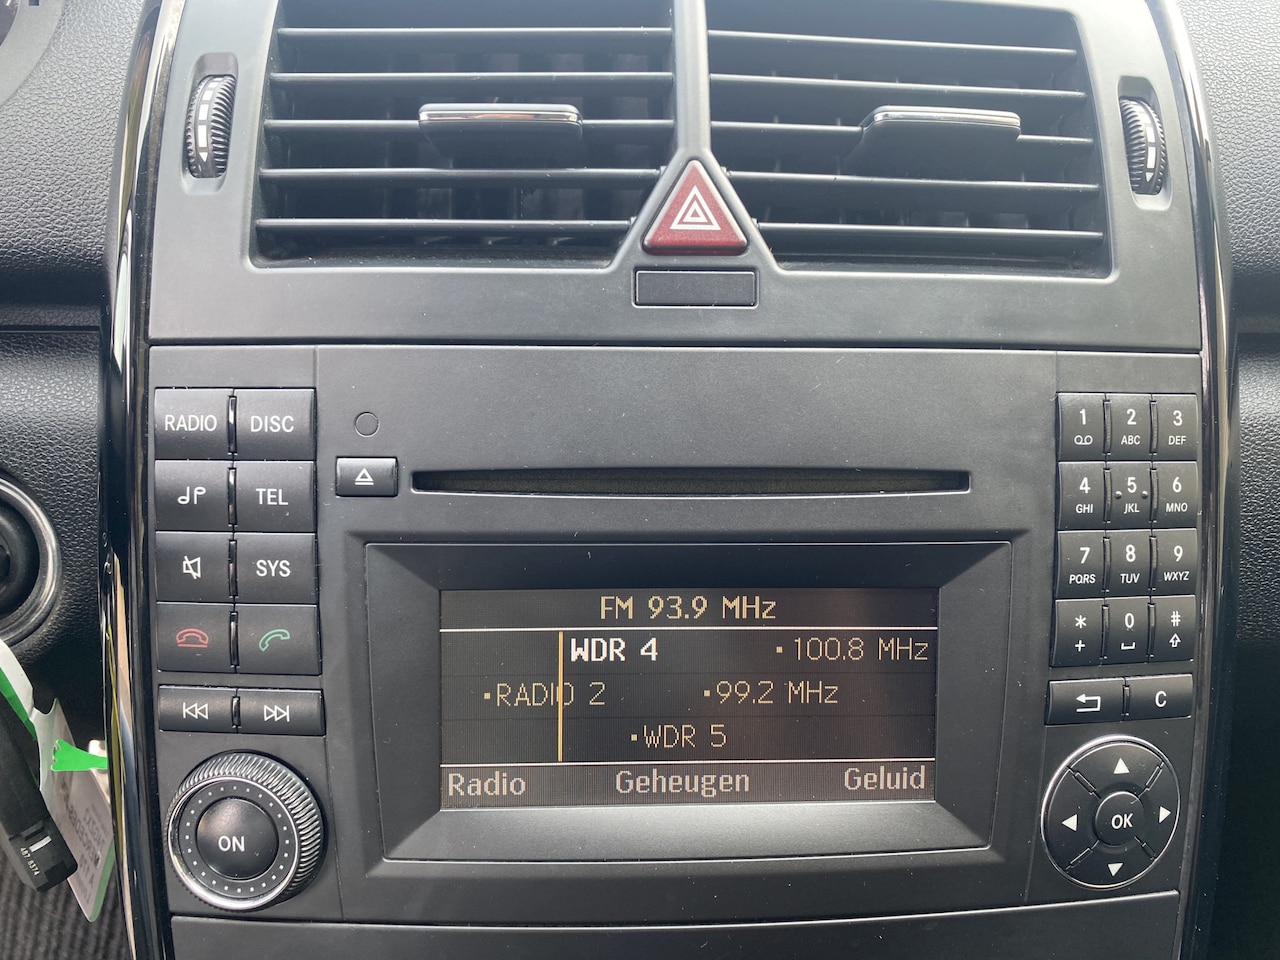 RADIO DISC
TEL
SYS
ON
FM 93.9 MHz
WDR 4 ▪100.8 MHz
▪RADIO 2 ▪99.2 MHz
▪WDR 5
Radio Geheugen Geluid
1 2 3
ABC DEF
4 5 6
GHI JKL MNO
7 8 9
PQRS TUV WXYZ
* 0 #
+
C
OK
487 6374